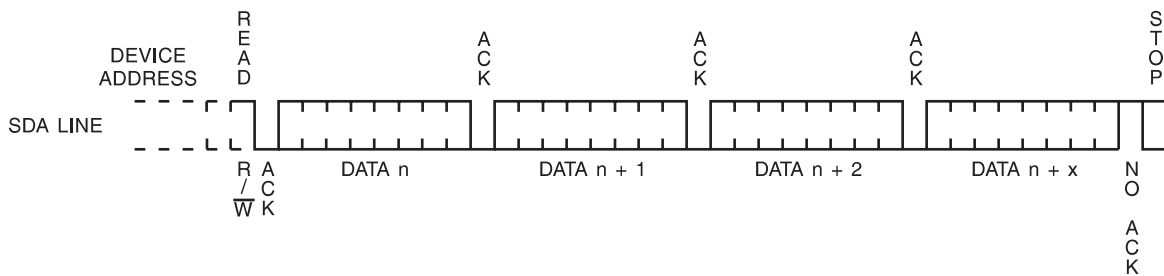 READ
ACK
ACK
ACK
STOP
DEVICE
ADDRESS
SDA LINE
R/W̅
ACK
DATA n
DATA n + 1
DATA n + 2
DATA n + x
NO ACK